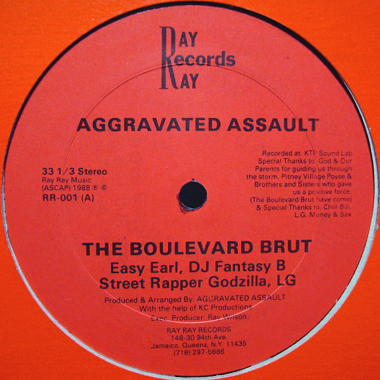 RAY
Records
RAY
AGGRAVATED ASSAULT
33 1/3 Stereo
Ray Ray Music
(ASCAP) 1988 ℗ ©
RR-001 (A)
Recorded at: KTP Sound Lab
Special Thanks to: God & Our
Parents for guiding us through
the storm, Pitney Village Posse &
Brothers and Sisters who gave
us a positive force.
(The Boulevard Brut have come)
& Special Thanks to: Chill Bill,
L.G. Money & Sax
THE BOULEVARD BRUT
Easy Earl, DJ Fantasy B
Street Rapper Godzilla, LG
Produced & Arranged By: AGGRAVATED ASSAULT
With the help of KC Productions
Exec. Producer: Ray Wilson
RAY RAY RECORDS
148-30 94th Ave.
Jamaica, Queens, N.Y. 11435
(718) 297-5686